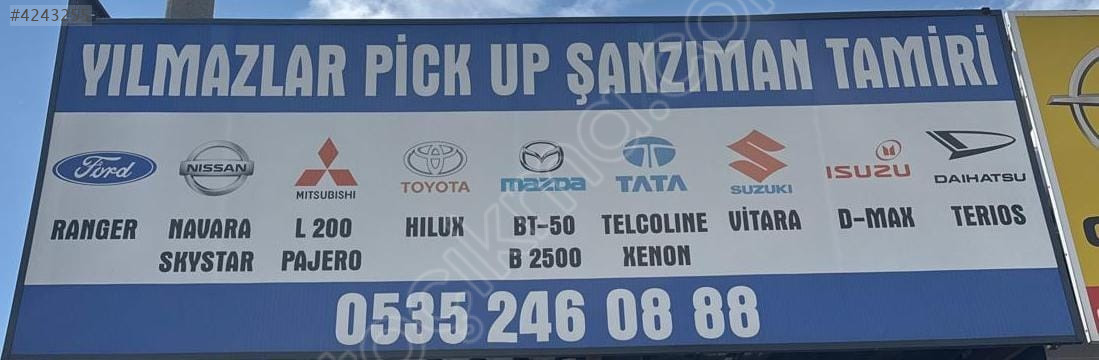 #424329
YILMAZLAR PİCK UP ŞANZIMAN TAMİRİ
Ford NISSAN MITSUBISHI TOYOTA mazda TATA SUZUKI ISUZU DAIHATSU
RANGER NAVARA L 200 HILUX BT-50 TELCOLINE VİTARA D-MAX TERIOS
SKYSTAR PAJERO B 2500 XENON
0535 246 08 88